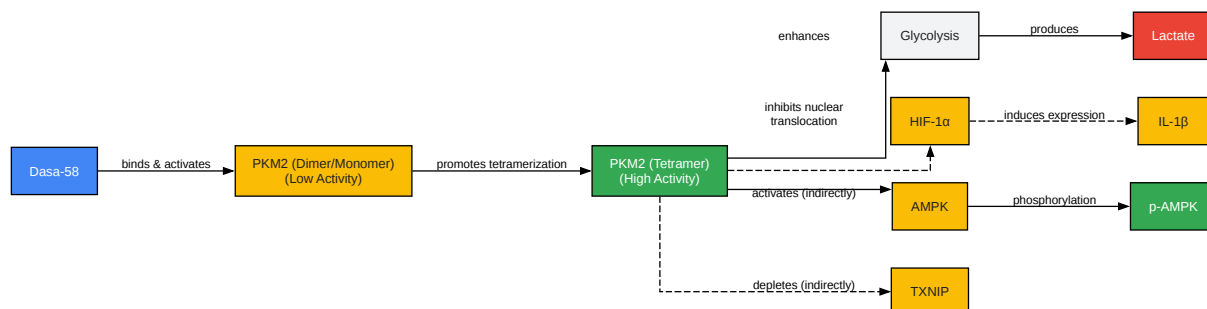 enhances
Glycolysis
produces
Lactate
inhibits nuclear
translocation
HIF-1α
induces expression
IL-1β
Dasa-58
binds & activates
PKM2 (Dimer/Monomer)
(Low Activity)
promotes tetramerization
PKM2 (Tetramer)
(High Activity)
activates (indirectly)
AMPK
phosphorylation
p-AMPK
depletes (indirectly)
TXNIP